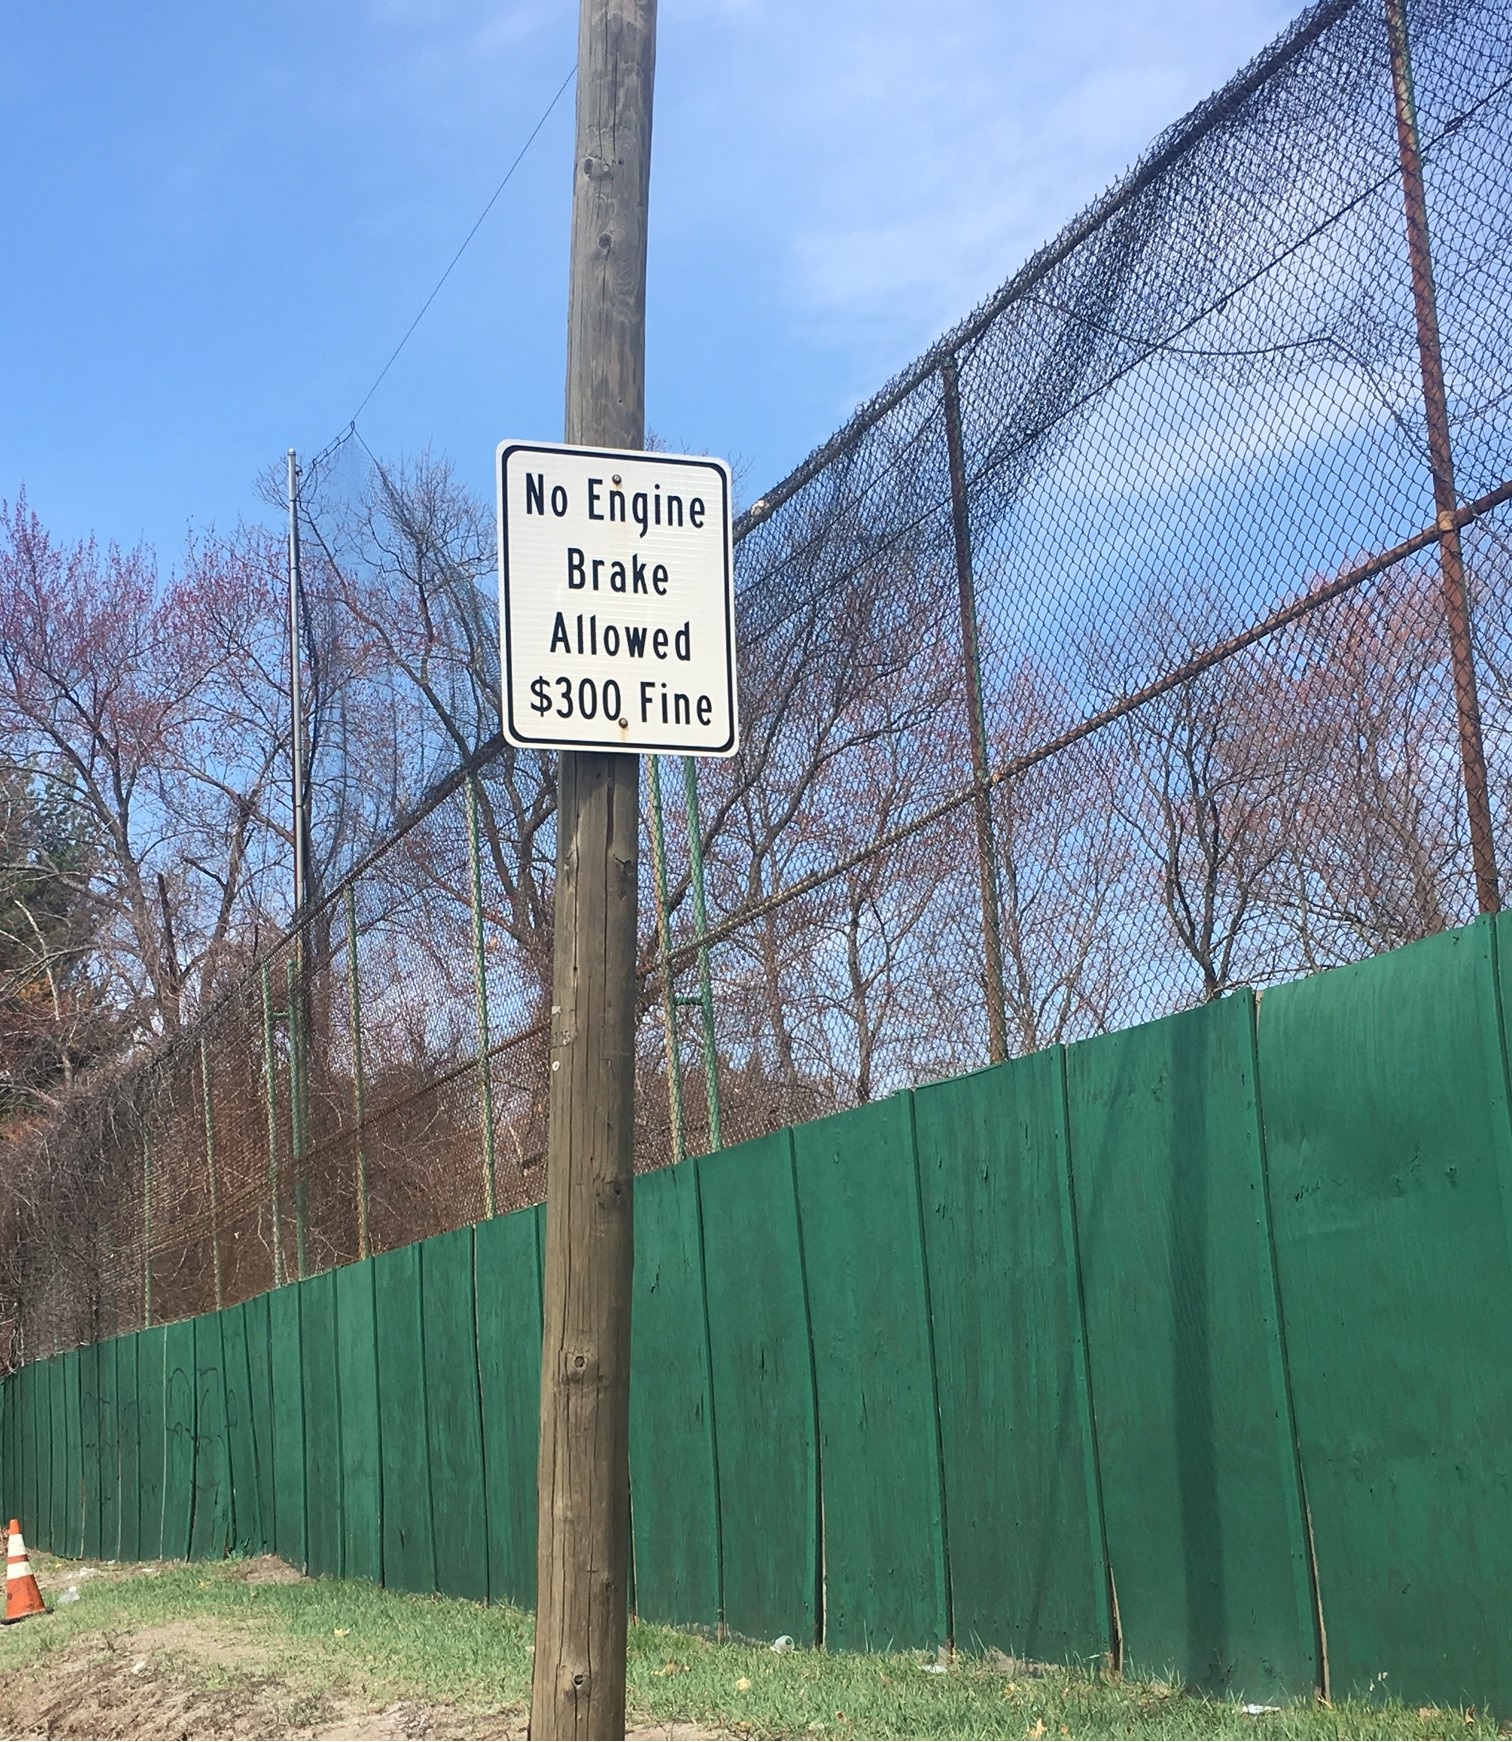 No Engine
Brake
Allowed
$300 Fine